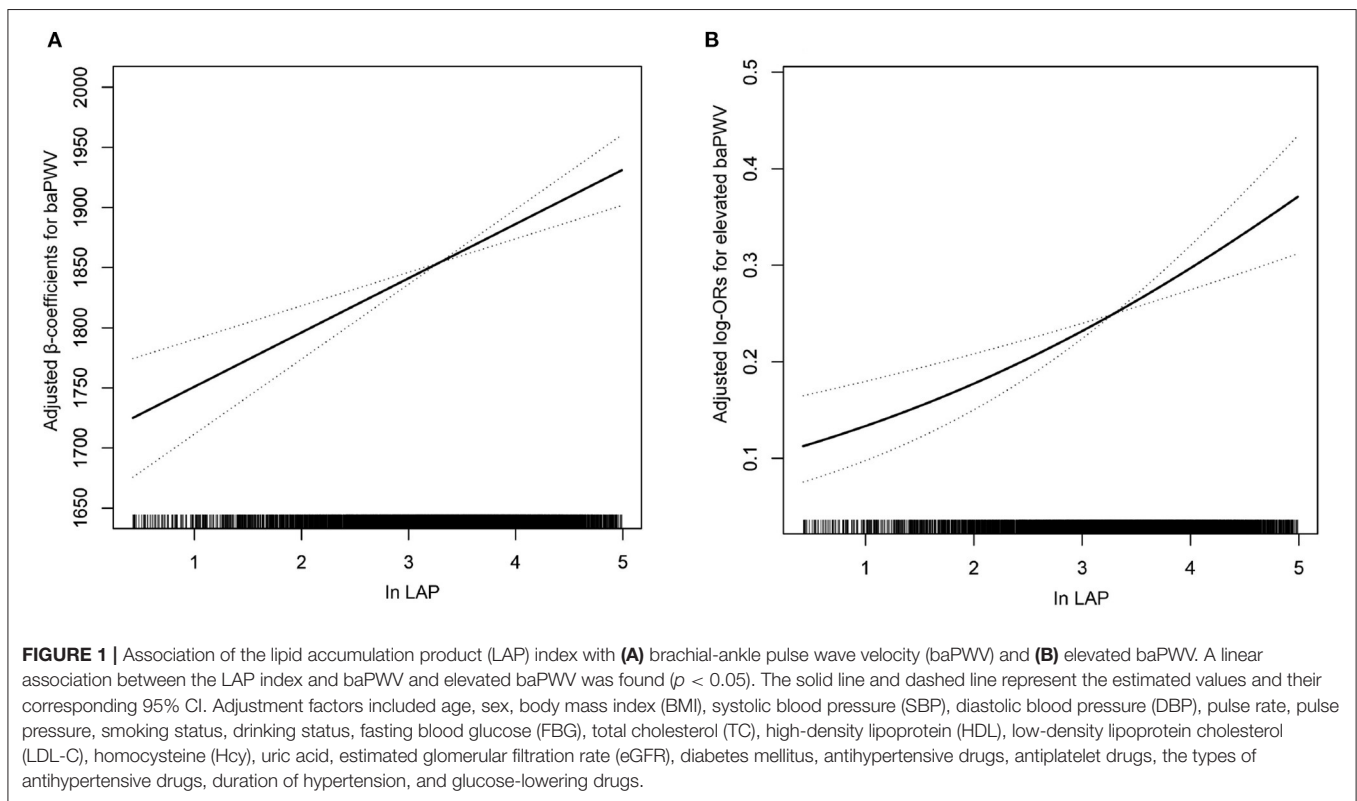 A
Adjusted β-coefficients for baPWV
2000
1950
1900
1850
1800
1750
1700
1650
1
2
3
4
5
ln LAP
B
Adjusted log-ORs for elevated baPWV
0.5
0.4
0.3
0.2
0.1
1
2
3
4
5
ln LAP
FIGURE 1 | Association of the lipid accumulation product (LAP) index with (A) brachial-ankle pulse wave velocity (baPWV) and (B) elevated baPWV. A linear
association between the LAP index and baPWV and elevated baPWV was found (p < 0.05). The solid line and dashed line represent the estimated values and their
corresponding 95% CI. Adjustment factors included age, sex, body mass index (BMI), systolic blood pressure (SBP), diastolic blood pressure (DBP), pulse rate, pulse
pressure, smoking status, drinking status, fasting blood glucose (FBG), total cholesterol (TC), high-density lipoprotein (HDL), low-density lipoprotein cholesterol
(LDL-C), homocysteine (Hcy), uric acid, estimated glomerular filtration rate (eGFR), diabetes mellitus, antihypertensive drugs, antiplatelet drugs, the types of
antihypertensive drugs, duration of hypertension, and glucose-lowering drugs.